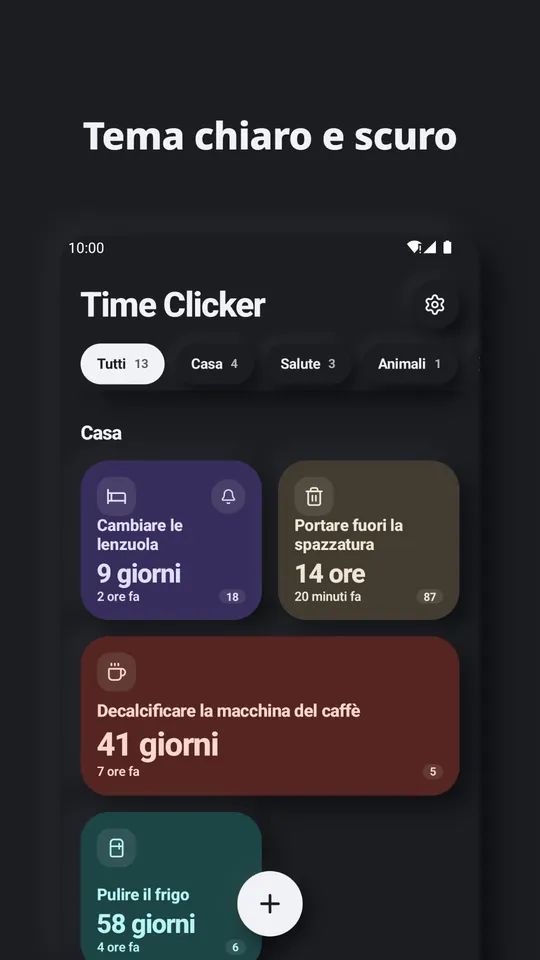 Tema chiaro e scuro
10:00
Time Clicker
Tutti 13 Casa 4 Salute 3 Animali 1
Casa
Cambiare le
lenzuola
9 giorni
2 ore fa 18
Portare fuori la
spazzatura
14 ore
20 minuti fa 87
Decalcificare la macchina del caffè
41 giorni
7 ore fa 5
Pulire il frigo
58 giorni
4 ore fa 6